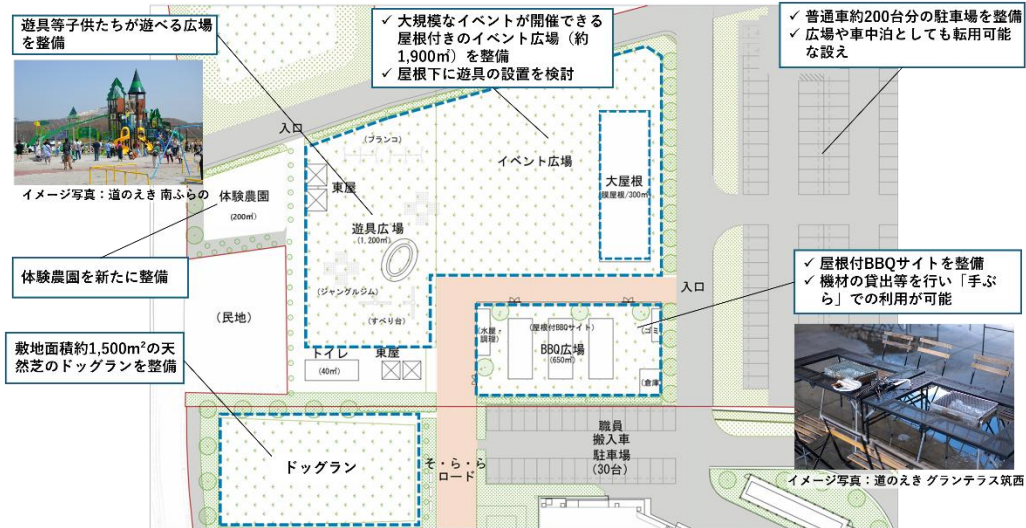 遊具等子供たちが遊べる広場
を整備
✓ 大規模なイベントが開催できる
屋根付きのイベント広場（約
1,900㎡）を整備
✓ 屋根下に遊具の設置を検討
✓ 普通車約200台分の駐車場を整備
✓ 広場や車中泊としても転用可能
な設え
イメージ写真：道のえき 南ふらの
入口
(ブランコ)
東屋
イベント広場
大屋根
膜屋根/300㎡
体験農園
(200㎡)
遊具広場
(1,200㎡)
体験農園を新たに整備
(ジャングルジム)
(すべり台)
(民地)
入口
✓ 屋根付BBQサイトを整備
✓ 機材の貸出等を行い「手ぶ
ら」での利用が可能
(水屋・
調理)
(屋根付BBQサイト)
(ゴミ)
BBQ広場
(650㎡)
(倉庫)
敷地面積約1,500m²の天
然芝のドッグランを整備
トイレ
(40㎡)
東屋
ドッグラン
そ・ら・ら
ロード
職員
搬入車
駐車場
(30台)
イメージ写真：道のえき グランテラス筑西